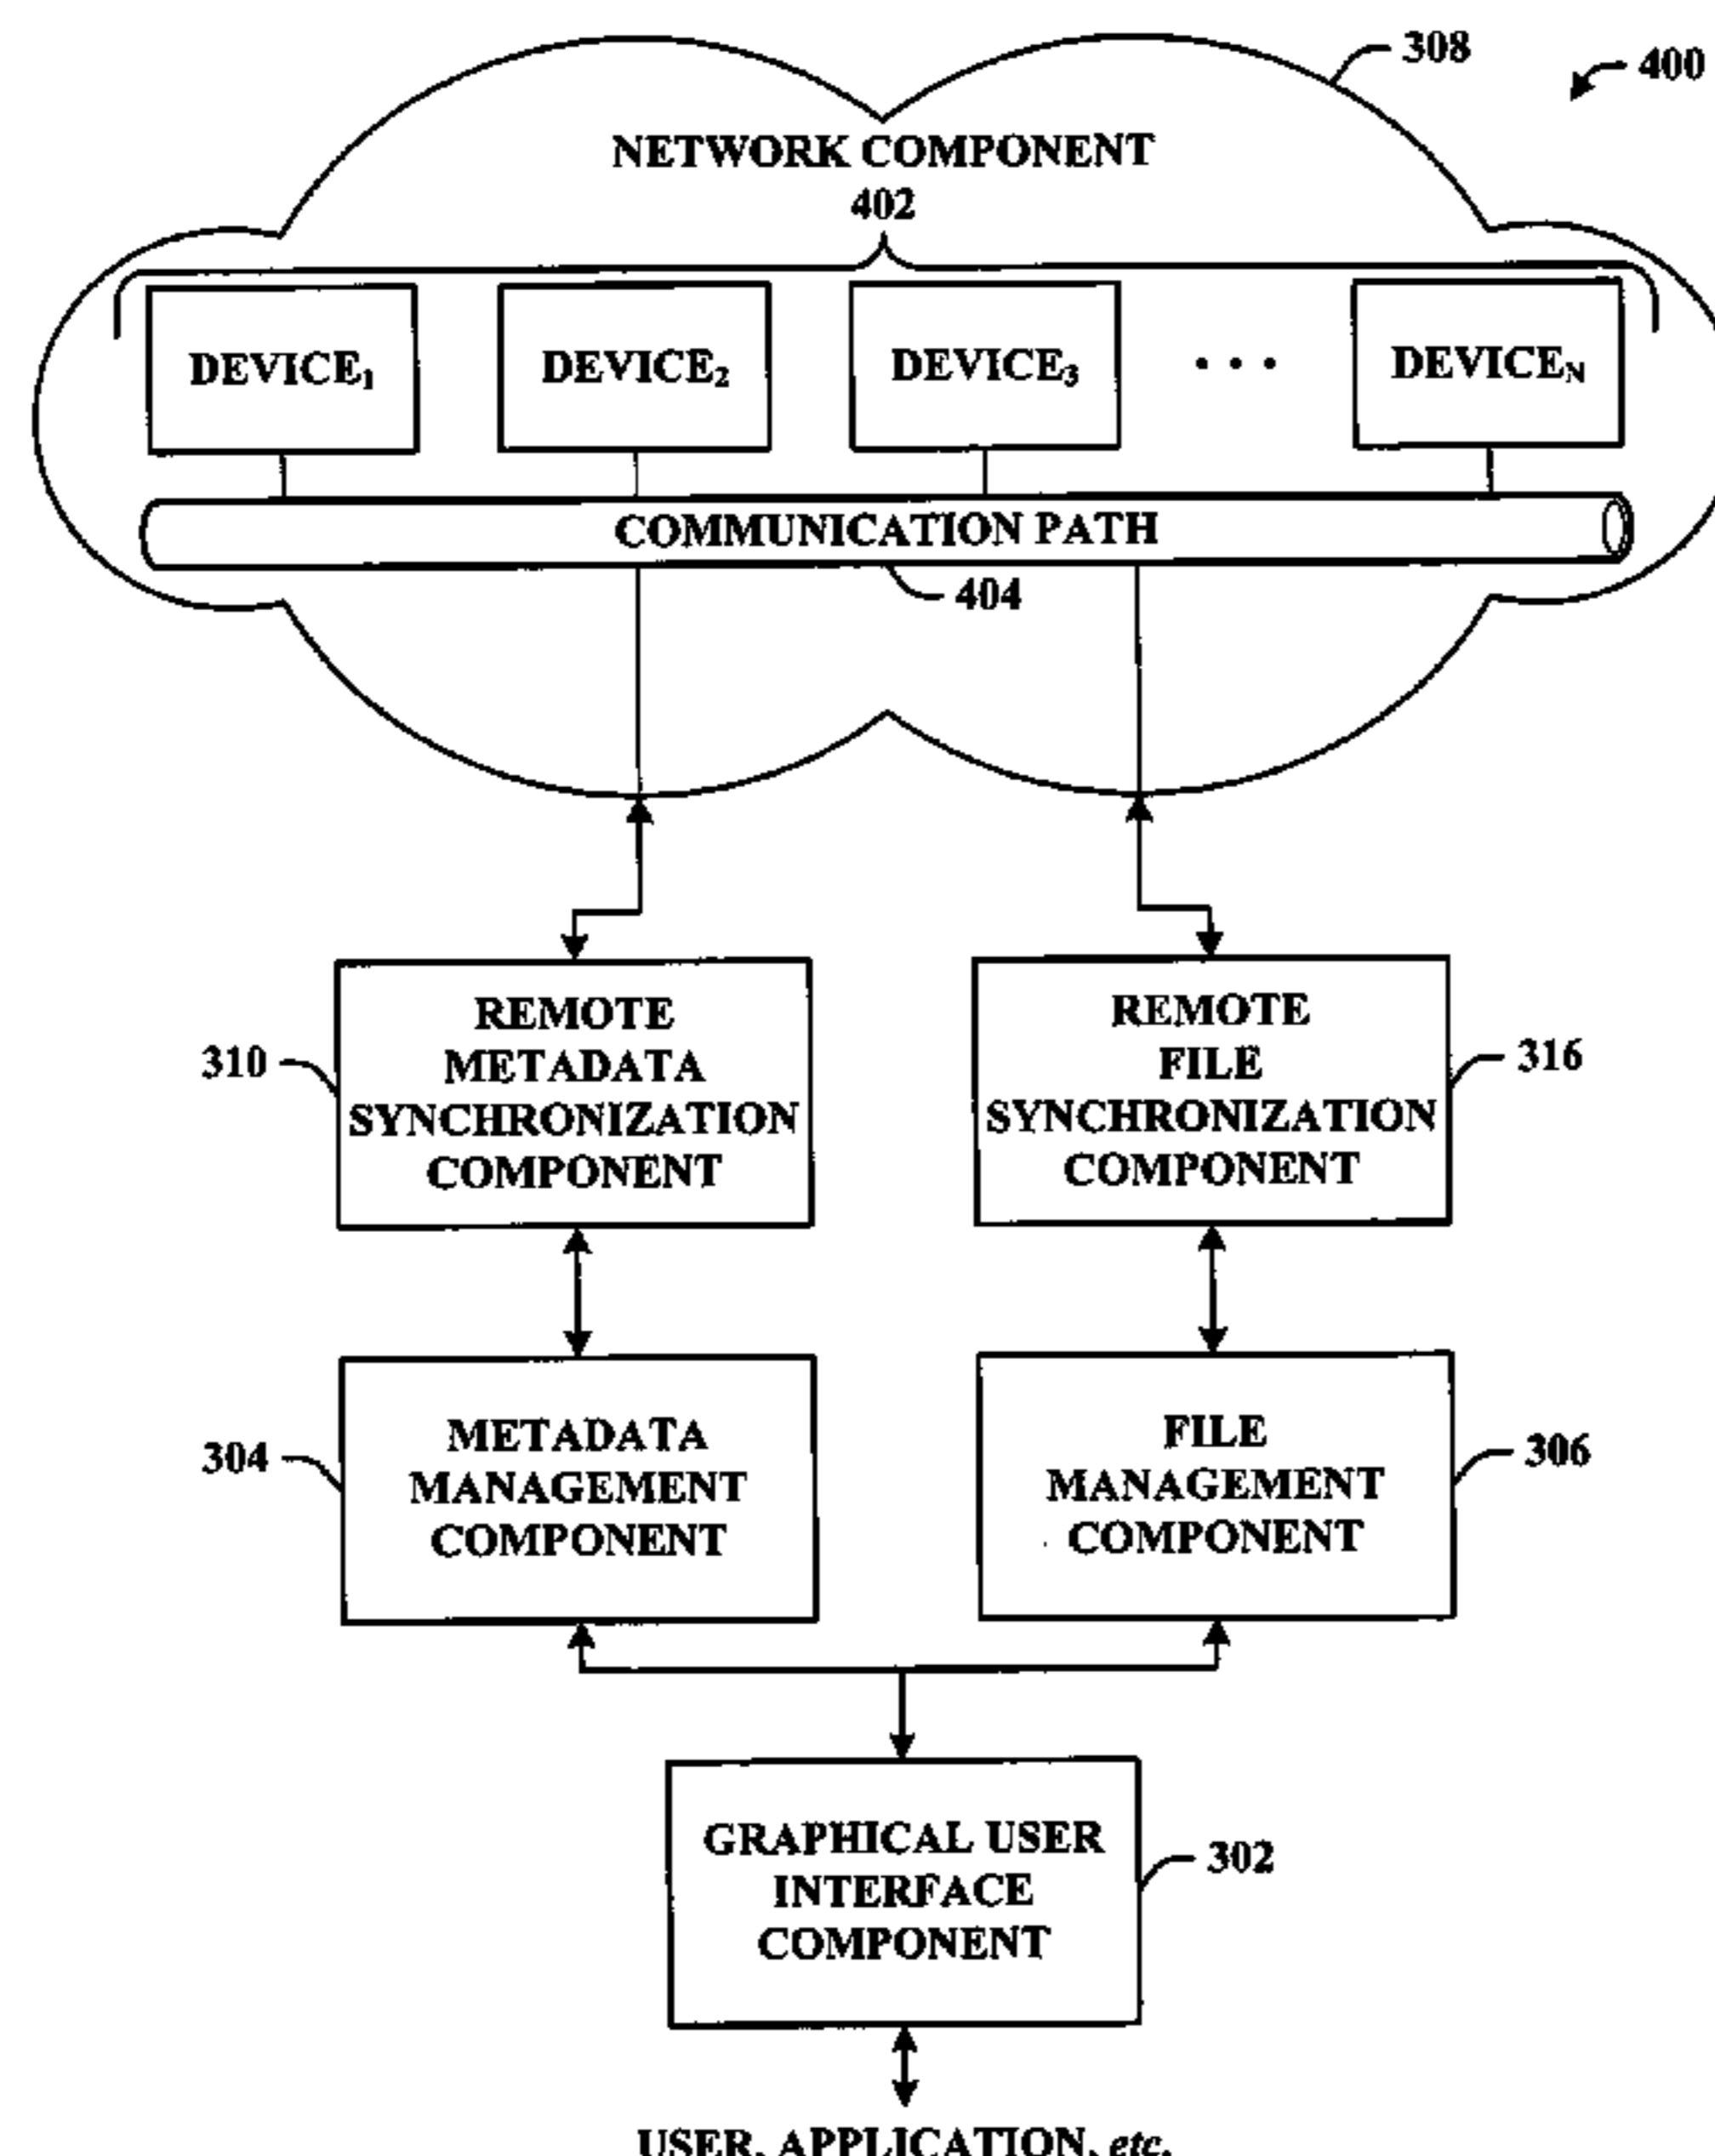 308
400
NETWORK COMPONENT
402
DEVICE1
DEVICE2
DEVICE3
. . .
DEVICEN
COMMUNICATION PATH
404
REMOTE
METADATA
SYNCHRONIZATION
COMPONENT
310
REMOTE
FILE
SYNCHRONIZATION
COMPONENT
316
METADATA
MANAGEMENT
COMPONENT
304
FILE
MANAGEMENT
COMPONENT
306
GRAPHICAL USER
INTERFACE
COMPONENT
302
USER, APPLICATION, etc.